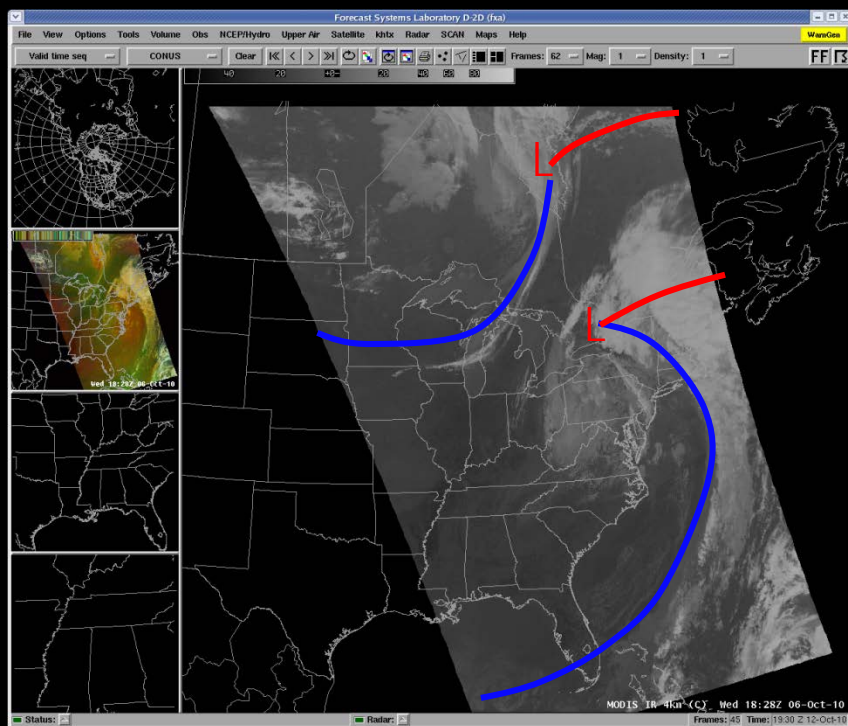 Forecast Systems Laboratory D-2D (fxa)
File View Options Tools Volume Obs NCEP/Hydro Upper Air Satellite khtx Radar SCAN Maps Help WarnGen
Valid time seq CONUS Clear Frames: 62 Mag: 1 Density: 1 FF
40 20 +0- 20 40 60 80
L
L
Wed 18:28Z 06-Oct-10
MODIS IR 4km (C) Wed 18:28Z 06-Oct-10
Status: Radar: Frames: 45 Time: 19:30 Z 12-Oct-10